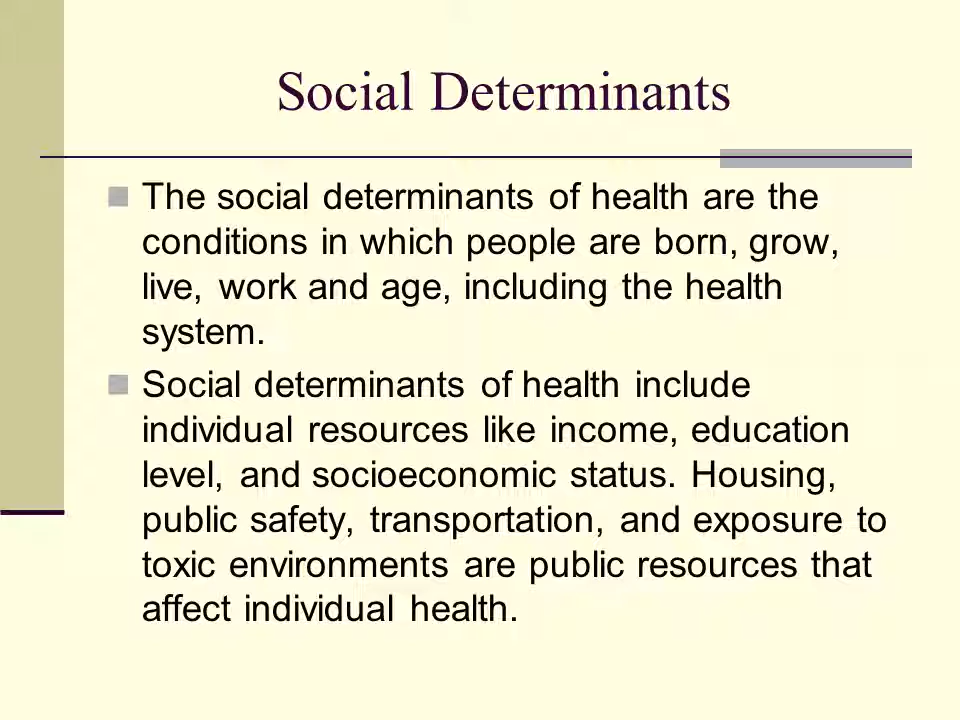 Social Determinants
The social determinants of health are the
conditions in which people are born, grow,
live, work and age, including the health
system.
Social determinants of health include
individual resources like income, education
level, and socioeconomic status. Housing,
public safety, transportation, and exposure to
toxic environments are public resources that
affect individual health.